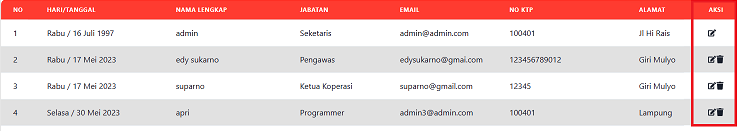 NO HARI/TANGGAL NAMA LENGKAP JABATAN EMAIL NO KTP ALAMAT AKSI
1 Rabu / 16 Juli 1997 admin Seketaris admin@admin.com 100401 Jl Hi Rais
2 Rabu / 17 Mei 2023 edy sukarno Pengawas edysukarno@gmai.com 123456789012 Giri Mulyo
3 Rabu / 17 Mei 2023 suparno Ketua Koperasi suparno@gmail.com 12345 Giri Mulyo
4 Selasa / 30 Mei 2023 apri Programmer admin3@admin.com 100401 Lampung